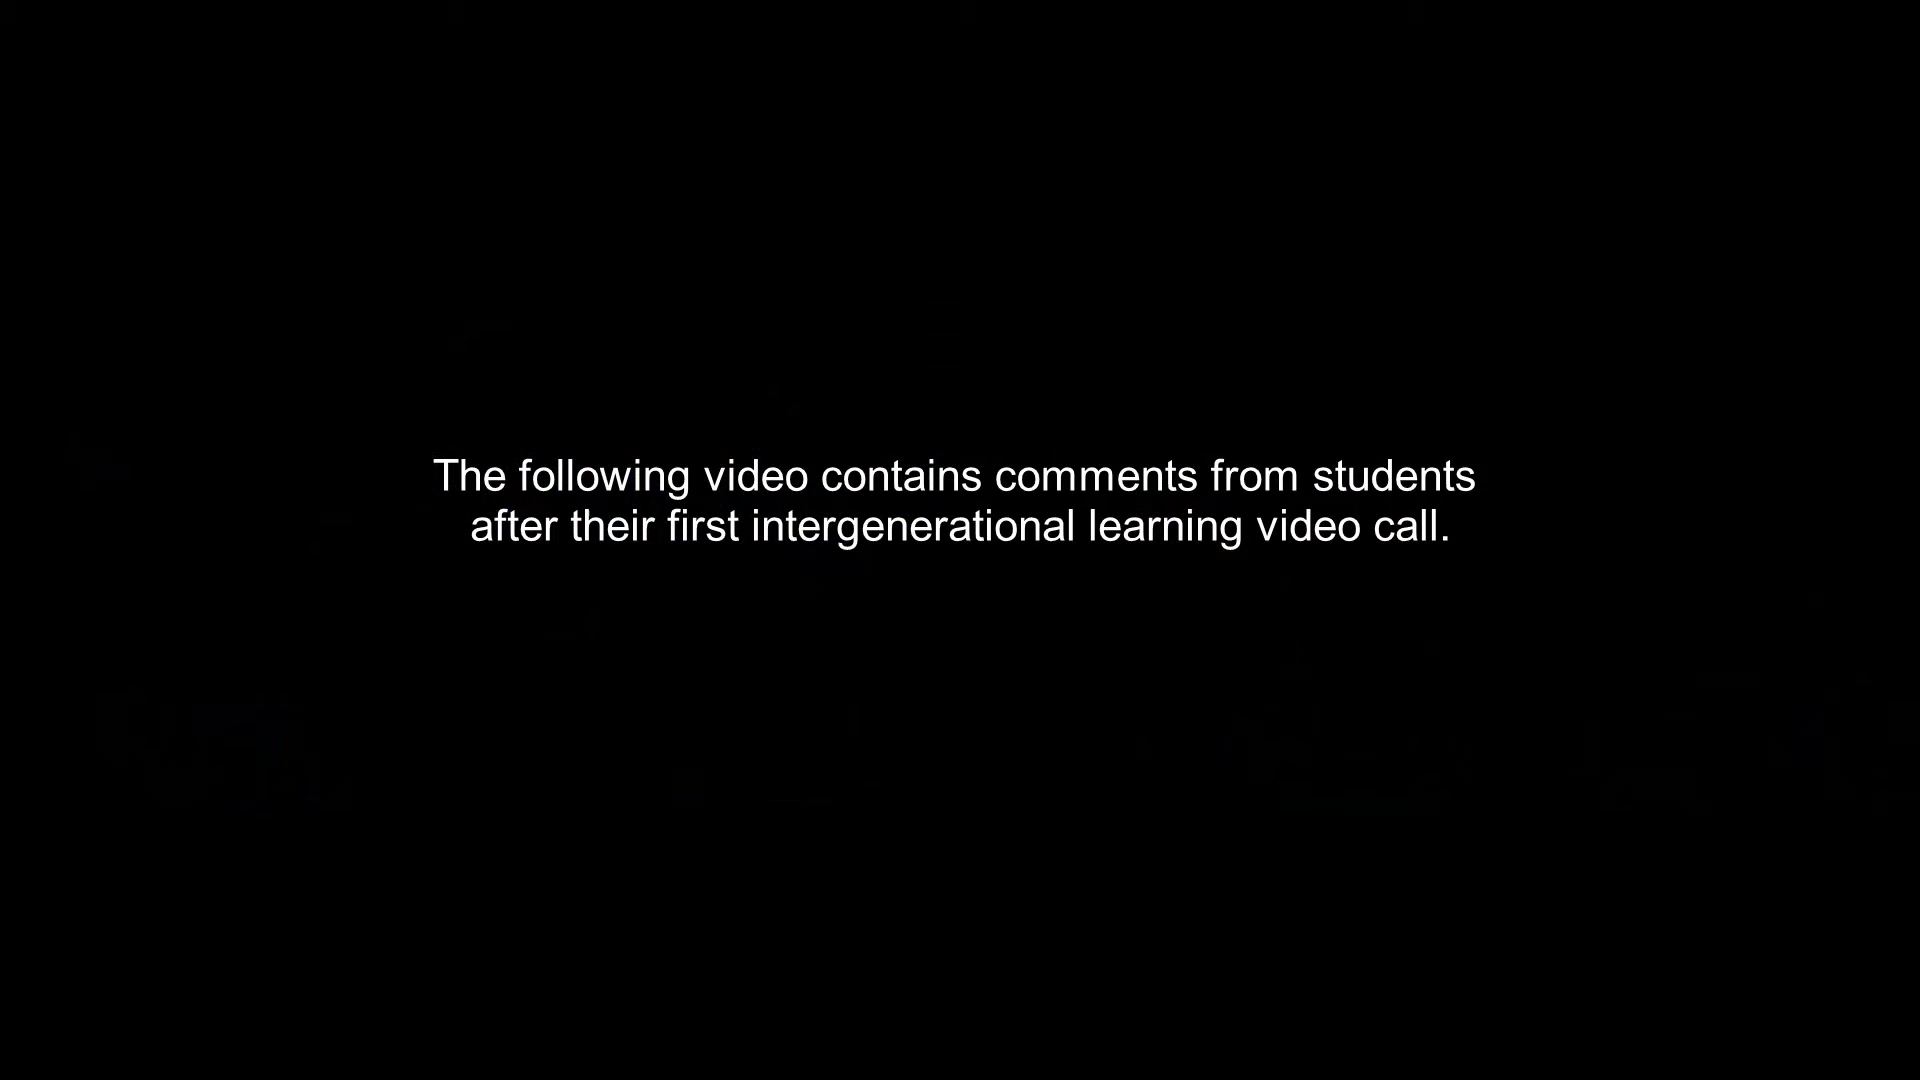 The following video contains comments from students
after their first intergenerational learning video call.